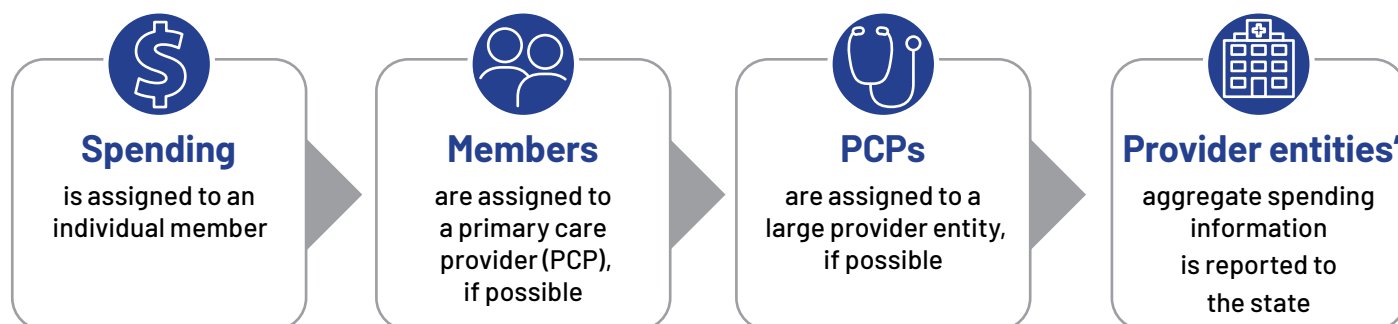 Spending
is assigned to an
individual member
Members
are assigned to
a primary care
provider (PCP),
if possible
PCPs
are assigned to a
large provider entity,
if possible
Provider entities’
aggregate spending
information
is reported to
the state